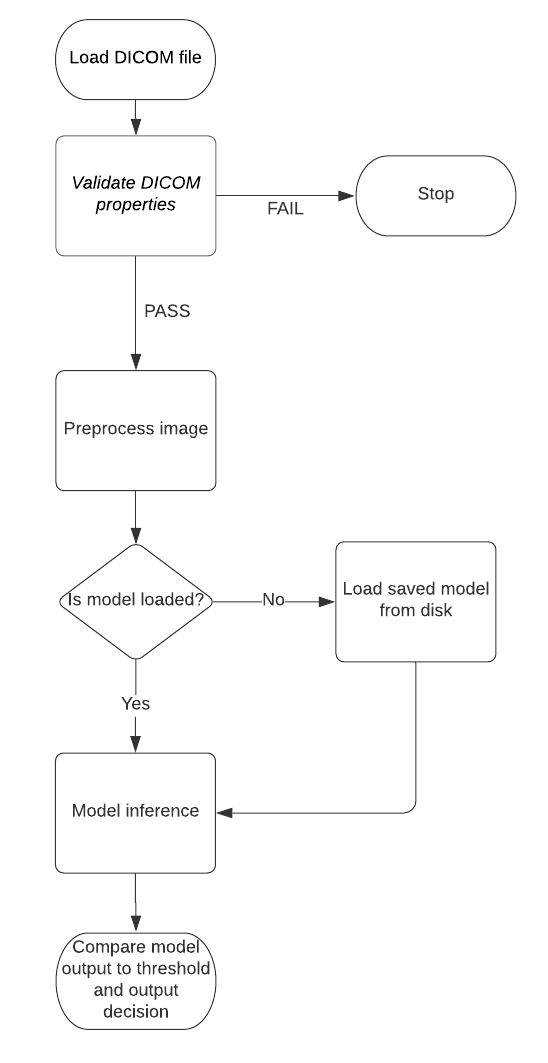 Load DICOM file
Validate DICOM
properties
FAIL
Stop
PASS
Preprocess image
Is model loaded?
No
Load saved model
from disk
Yes
Model inference
Compare model
output to threshold
and output
decision